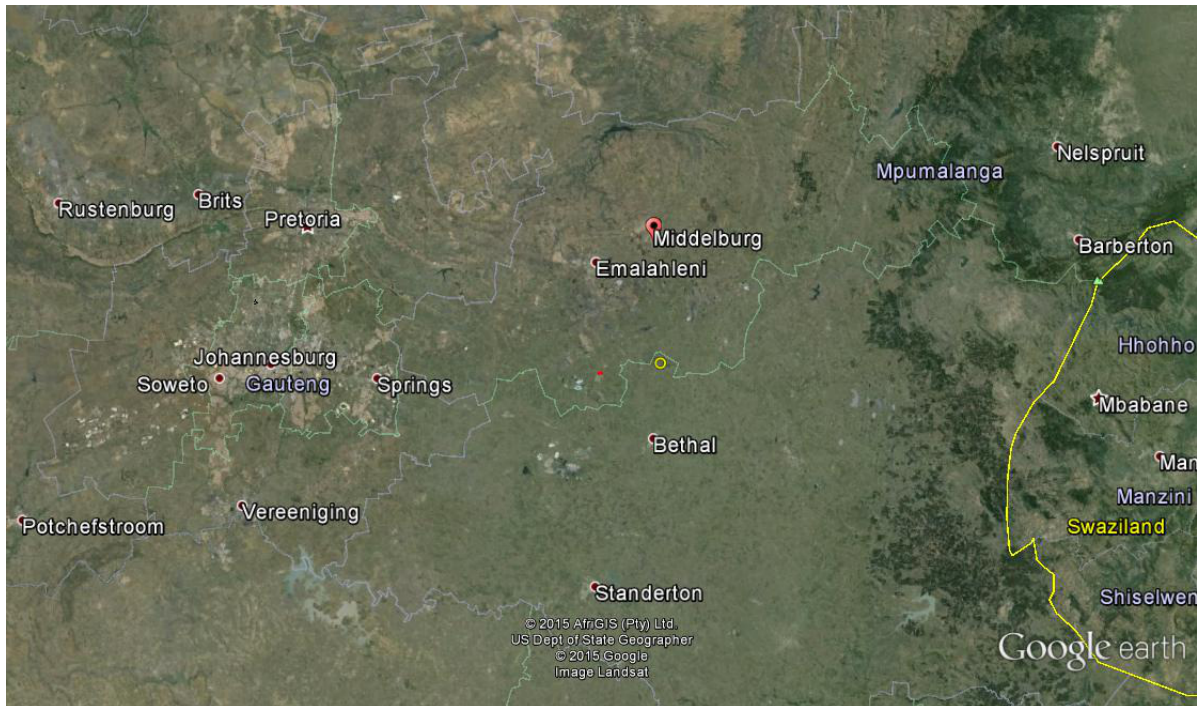 Nelspruit
Mpumalanga
Rustenburg
Brits
Pretoria
Middelburg
Barberton
Emalahleni
Hhohho
Johannesburg
Soweto
Gauteng
Springs
Mbabane
Bethal
Man
Manzini
Potchefstroom
Vereeniging
Swaziland
Standerton
Shiselwen
© 2015 AfriGIS (Pty) Ltd.
US Dept of State Geographer
© 2015 Google
Image Landsat
Google earth